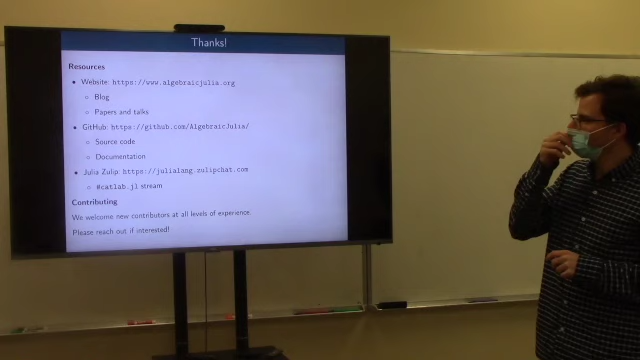 Thanks!
Resources
• Website: https://www.algebraicjulia.org
◦ Blog
◦ Papers and talks
• GitHub: https://github.com/AlgebraicJulia/
◦ Source code
◦ Documentation
• Julia Zulip: https://julialang.zulipchat.com
◦ #catlab.jl stream
Contributing
We welcome new contributors at all levels of experience.
Please reach out if interested!